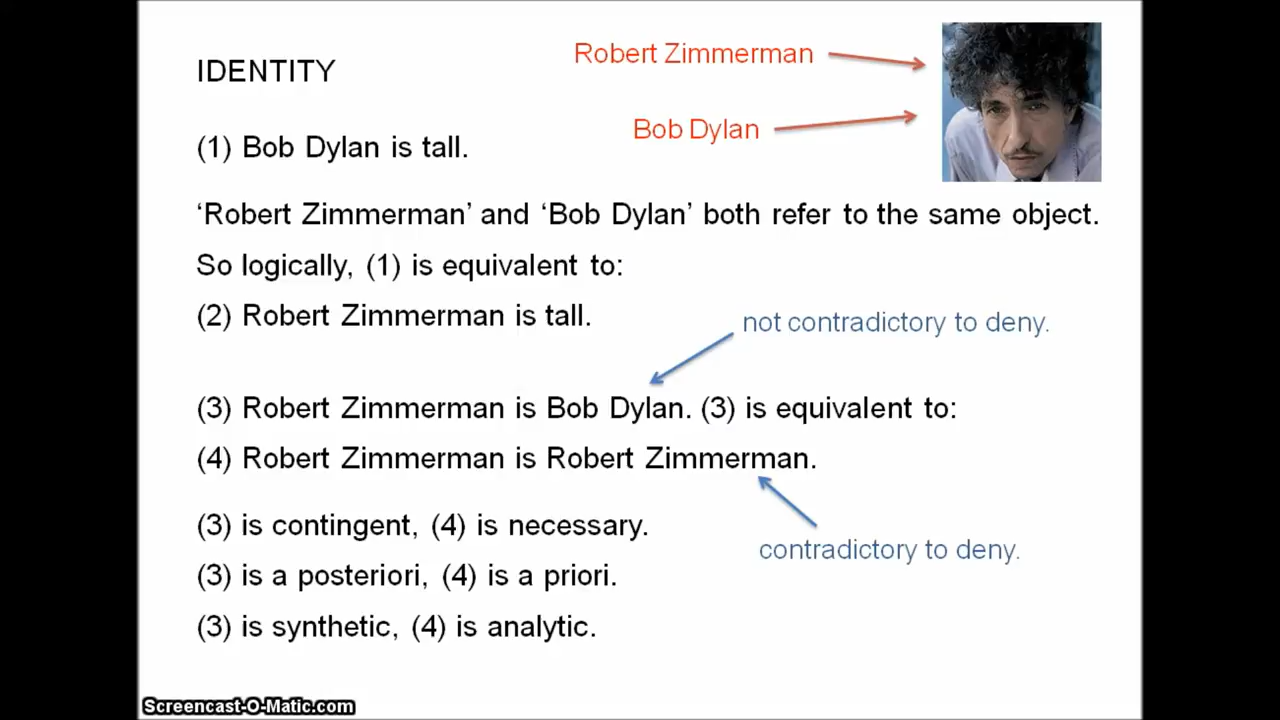 IDENTITY
Robert Zimmerman
Bob Dylan
(1) Bob Dylan is tall.
‘Robert Zimmerman’ and ‘Bob Dylan’ both refer to the same object.
So logically, (1) is equivalent to:
(2) Robert Zimmerman is tall.
not contradictory to deny.
(3) Robert Zimmerman is Bob Dylan. (3) is equivalent to:
(4) Robert Zimmerman is Robert Zimmerman.
(3) is contingent, (4) is necessary.
contradictory to deny.
(3) is a posteriori, (4) is a priori.
(3) is synthetic, (4) is analytic.
Screencast-O-Matic.com